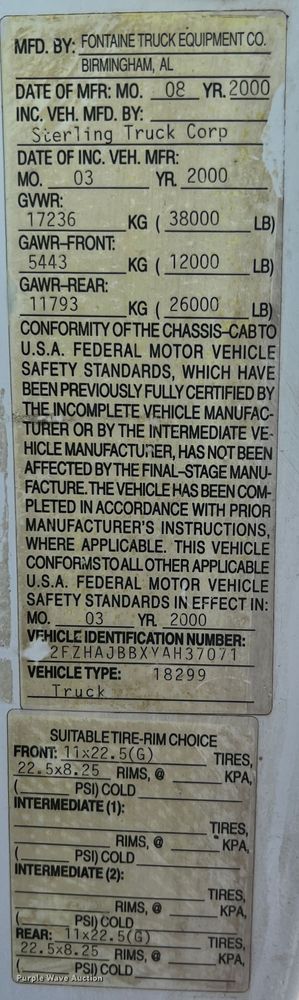 MFD. BY: FONTAINE TRUCK EQUIPMENT CO.
BIRMINGHAM, AL
DATE OF MFR: MO. 08 YR. 2000
INC. VEH. MFD. BY:
Sterling Truck Corp
DATE OF INC. VEH. MFR:
MO. 03 YR. 2000
GVWR:
17236 KG ( 38000 LB)
GAWR-FRONT:
5443 KG ( 12000 LB)
GAWR-REAR:
11793 KG ( 26000 LB)
CONFORMITY OF THE CHASSIS-CAB TO
U.S.A. FEDERAL MOTOR VEHICLE
SAFETY STANDARDS, WHICH HAVE
BEEN PREVIOUSLY FULLY CERTIFIED BY
THE INCOMPLETE VEHICLE MANUFAC-
TURER OR BY THE INTERMEDIATE VE-
HICLE MANUFACTURER, HAS NOT BEEN
AFFECTED BY THE FINAL-STAGE MANU-
FACTURE. THE VEHICLE HAS BEEN COM-
PLETED IN ACCORDANCE WITH PRIOR
MANUFACTURER'S INSTRUCTIONS,
WHERE APPLICABLE. THIS VEHICLE
CONFORMS TO ALL OTHER APPLICABLE
U.S.A. FEDERAL MOTOR VEHICLE
SAFETY STANDARDS IN EFFECT IN:
MO. 03 YR. 2000
VEHICLE IDENTIFICATION NUMBER:
2FZHAJBBXYAH37071
VEHICLE TYPE: 18299
Truck
SUITABLE TIRE-RIM CHOICE
FRONT: 11x22.5(G) TIRES,
22.5x8.25 RIMS, @ KPA,
( PSI) COLD
INTERMEDIATE (1):
TIRES,
RIMS, @ KPA,
( PSI) COLD
INTERMEDIATE (2):
TIRES,
RIMS, @ KPA,
( PSI) COLD
REAR: 11x22.5(G) TIRES,
22.5x8.25 RIMS, @ KPA,
( PSI) COLD
Purple Wave Auction